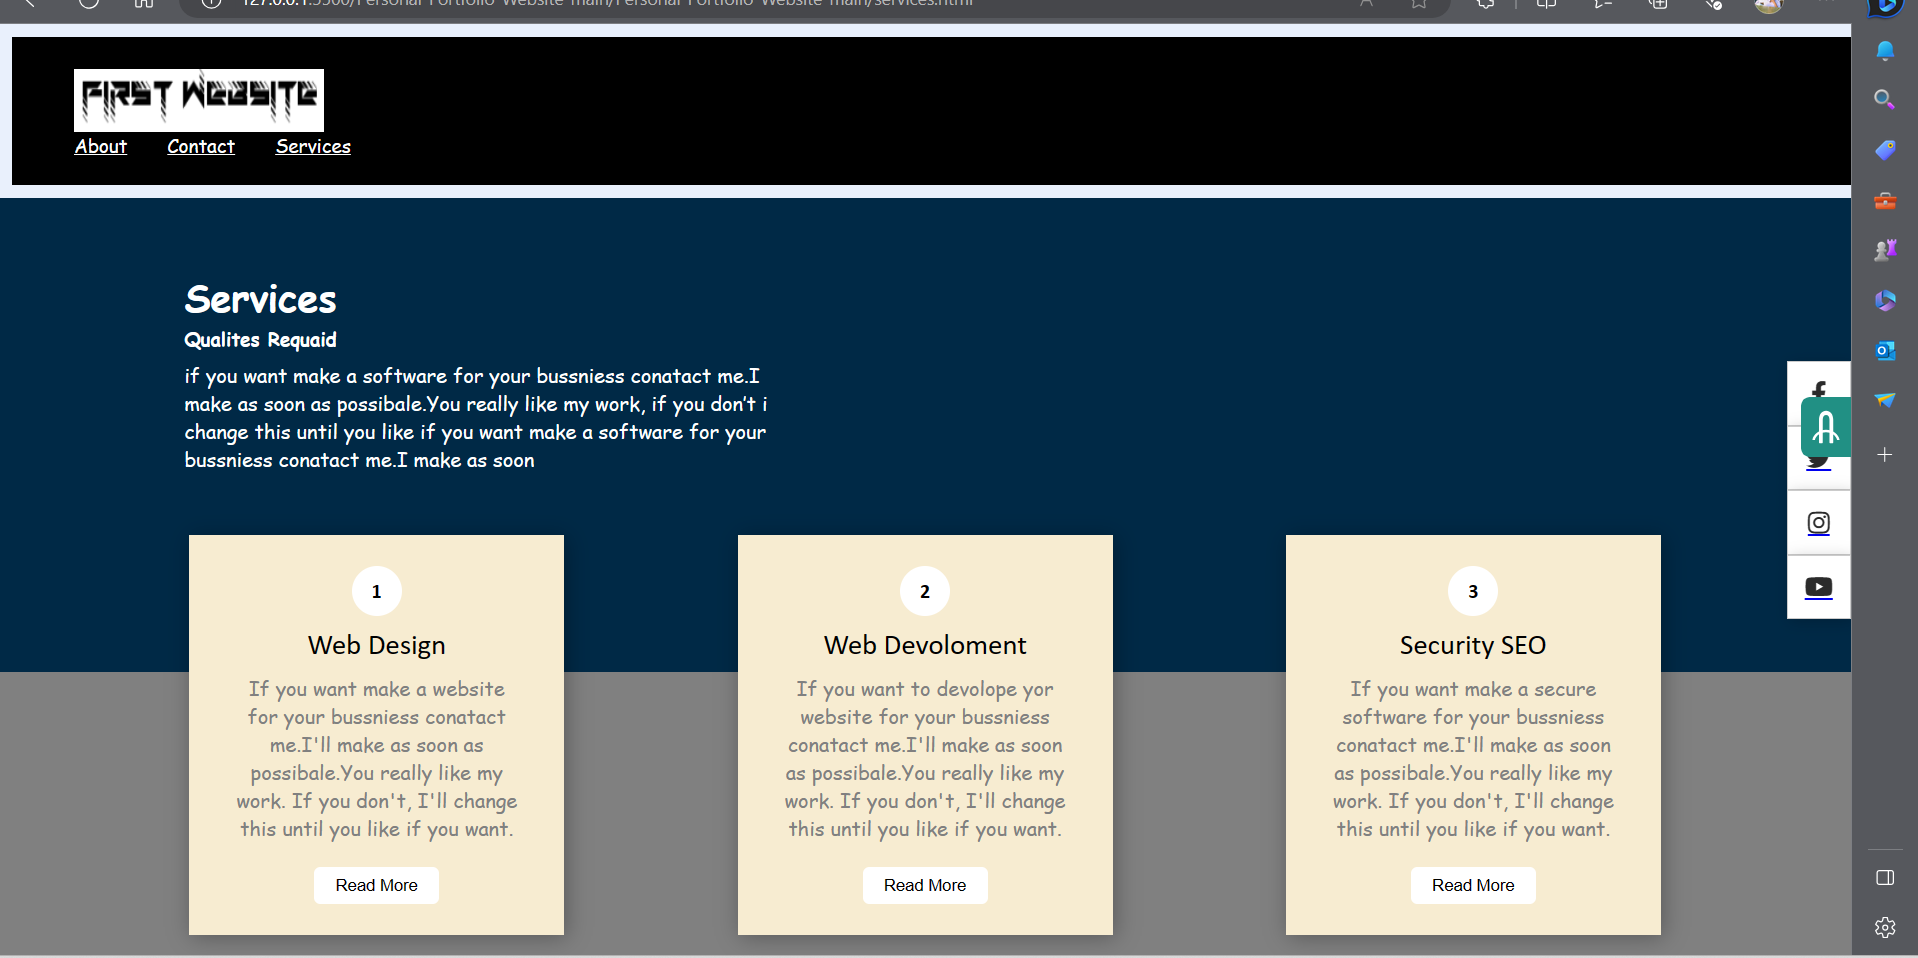 127.0.0.1:5500/Personal-Portfolio-Website-main/Personal-Portfolio-Website-main/services.html
FIRST WEBSITE
About Contact Services
Services
Qualites Requaid
if you want make a software for your bussniess conatact me.I
make as soon as possibale.You really like my work, if you don't i
change this until you like if you want make a software for your
bussniess conatact me.I make as soon
1
Web Design
If you want make a website
for your bussniess conatact
me.I'll make as soon as
possibale.You really like my
work. If you don't, I'll change
this until you like if you want.
Read More
2
Web Devoloment
If you want to devolope yor
website for your bussniess
conatact me.I'll make as soon
as possibale.You really like my
work. If you don't, I'll change
this until you like if you want.
Read More
3
Security SEO
If you want make a secure
software for your bussniess
conatact me.I'll make as soon
as possibale.You really like my
work. If you don't, I'll change
this until you like if you want.
Read More